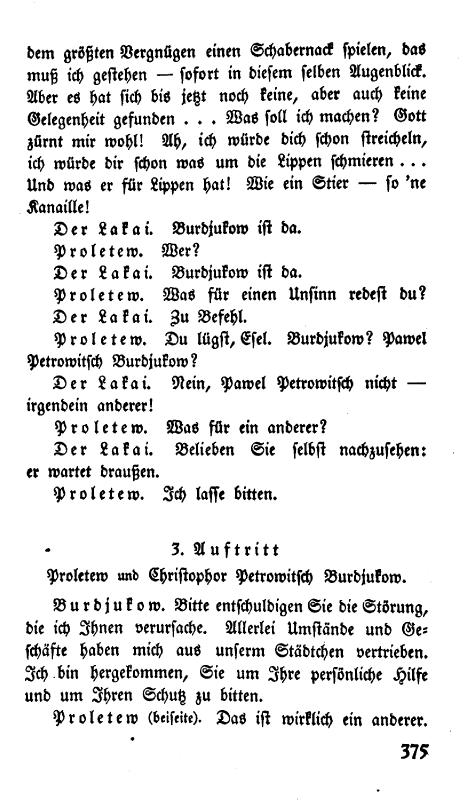 dem größten Vergnügen einen Schabernack spielen, das
muß ich gestehen — sofort in diesem selben Augenblick.
Aber es hat sich bis jetzt noch keine, aber auch keine
Gelegenheit gefunden . . . Was soll ich machen? Gott
zürnt mir wohl! Ah, ich würde dich schon streicheln,
ich würde dir schon was um die Lippen schmieren . . .
Und was er für Lippen hat! Wie ein Stier — so 'ne
Kanaille!
Der Lakai. Burdjukow ist da.
Proletew. Wer?
Der Lakai. Burdjukow ist da.
Proletew. Was für einen Unsinn redest du?
Der Lakai. Zu Befehl.
Proletew. Du lügst, Esel. Burdjukow? Pawel
Petrowitsch Burdjukow?
Der Lakai. Nein, Pawel Petrowitsch nicht —
irgendein anderer!
Proletew. Was für ein anderer?
Der Lakai. Belieben Sie selbst nachzusehen:
er wartet draußen.
Proletew. Ich lasse bitten.
3. Auftritt
Proletew und Christophor Petrowitsch Burdjukow.
Burdjukow. Bitte entschuldigen Sie die Störung,
die ich Ihnen verursache. Allerlei Umstände und Ge-
schäfte haben mich aus unserm Städtchen vertrieben.
Ich bin hergekommen, Sie um Ihre persönliche Hilfe
und um Ihren Schutz zu bitten.
Proletew (beiseite). Das ist wirklich ein anderer.
375